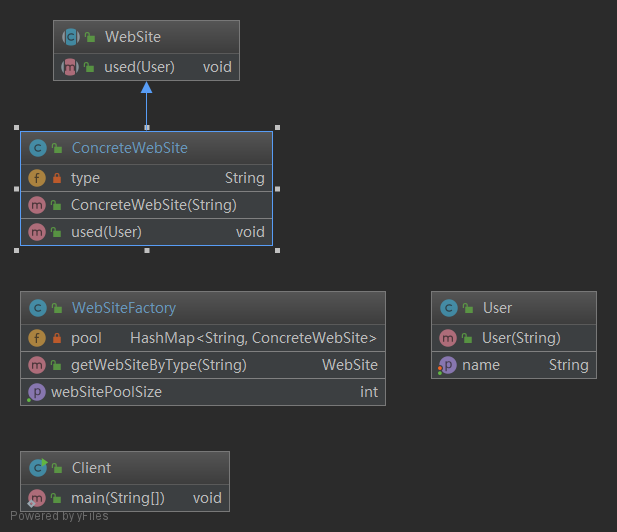 WebSite
used(User) void
ConcreteWebSite
type String
ConcreteWebSite(String)
used(User) void
WebSiteFactory
pool HashMap<String, ConcreteWebSite>
getWebSiteByType(String) WebSite
webSitePoolSize int
User
User(String)
name String
Client
main(String[]) void
Powered by yFiles